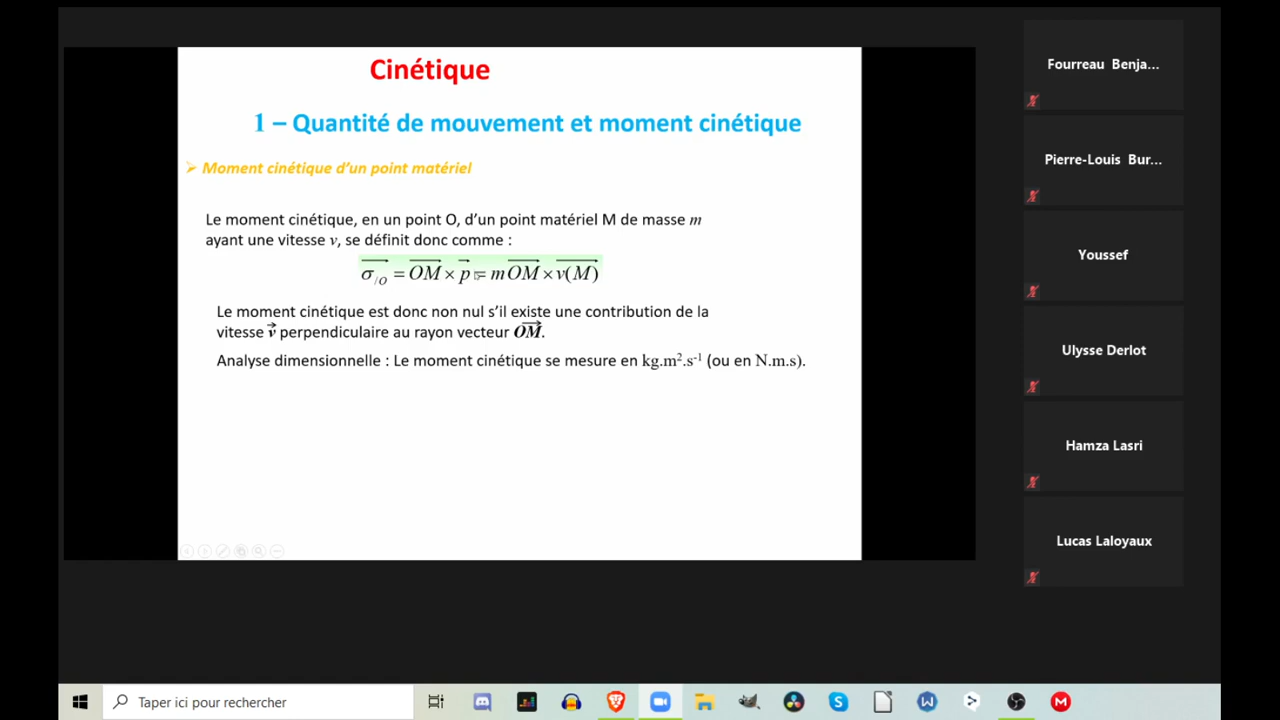 Cinétique
1 – Quantité de mouvement et moment cinétique
Moment cinétique d'un point matériel
Le moment cinétique, en un point O, d'un point matériel M de masse m
ayant une vitesse v, se définit donc comme :
σ/O = OM × p = m OM × v(M)
Le moment cinétique est donc non nul s'il existe une contribution de la
vitesse v perpendiculaire au rayon vecteur OM.
Analyse dimensionnelle : Le moment cinétique se mesure en kg.m².s⁻¹ (ou en N.m.s).
Fourreau Benja...
Pierre-Louis Bur...
Youssef
Ulysse Derlot
Hamza Lasri
Lucas Laloyaux
Taper ici pour rechercher